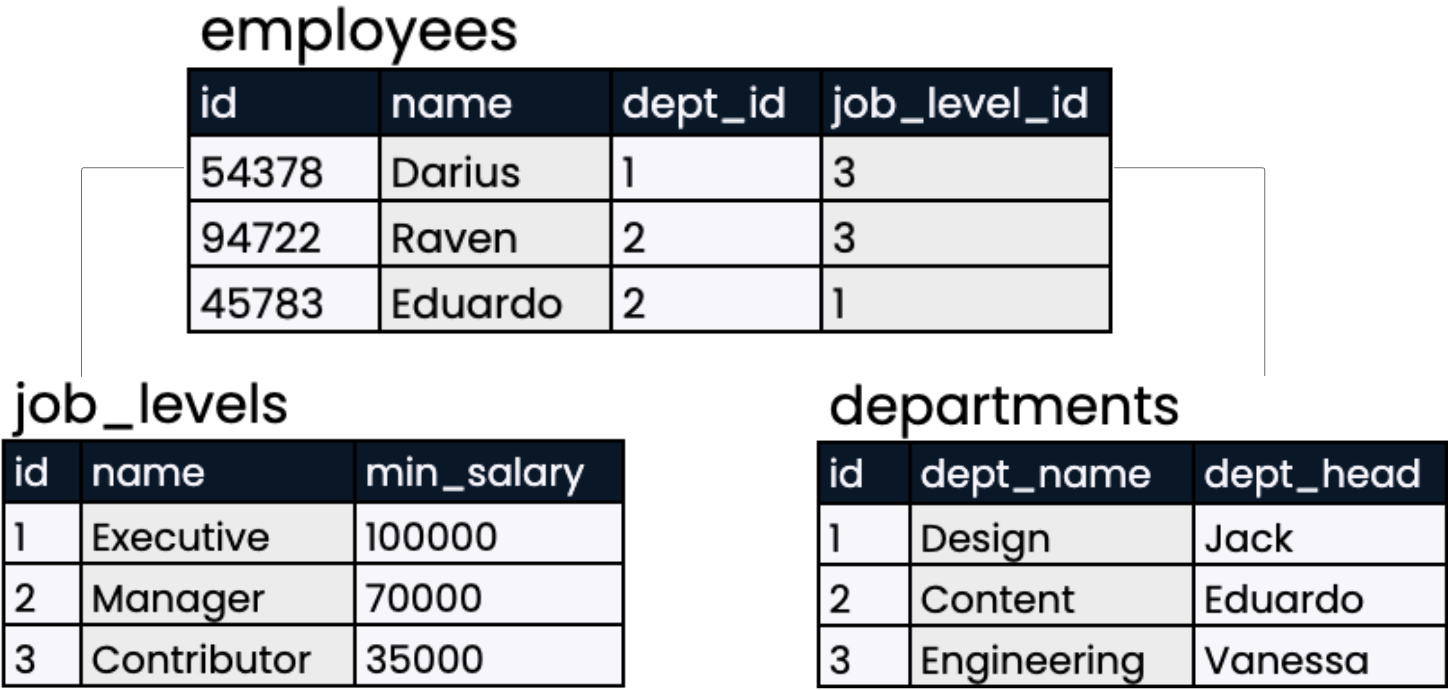 employees
id name dept_id job_level_id
54378 Darius 1 3
94722 Raven 2 3
45783 Eduardo 2 1
job_levels
id name min_salary
1 Executive 100000
2 Manager 70000
3 Contributor 35000
departments
id dept_name dept_head
1 Design Jack
2 Content Eduardo
3 Engineering Vanessa